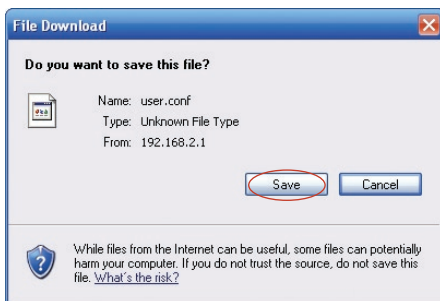 File Download
Do you want to save this file?
Name: user.conf
Type: Unknown File Type
From: 192.168.2.1
Save Cancel
While files from the Internet can be useful, some files can potentially
harm your computer. If you do not trust the source, do not save this
file. What's the risk?